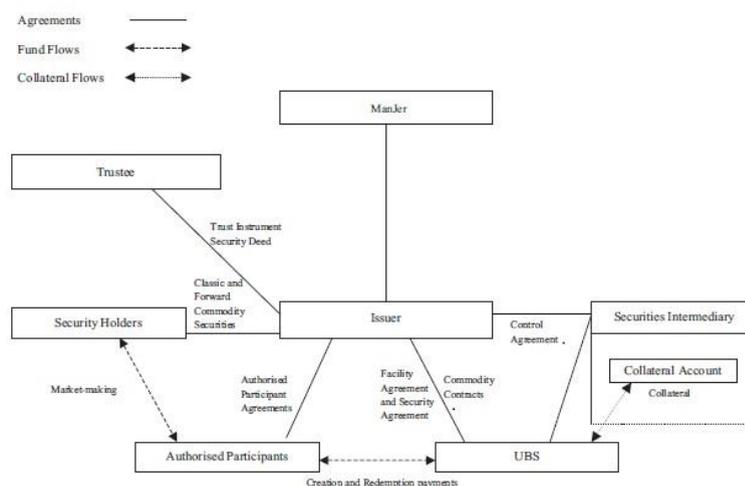 Agreements
Fund Flows
Collateral Flows
ManJer
Trustee
Trust Instrument
Security Deed
Classic and
Forward
Commodity
Securities
Security Holders
Issuer
Control
Agreement
Securities Intermediary
Collateral Account
Collateral
Market-making
Authorised
Participant
Agreements
Facility
Agreement
and Security
Agreement
Commodity
Contracts
Authorised Participants
UBS
Creation and Redemption payments